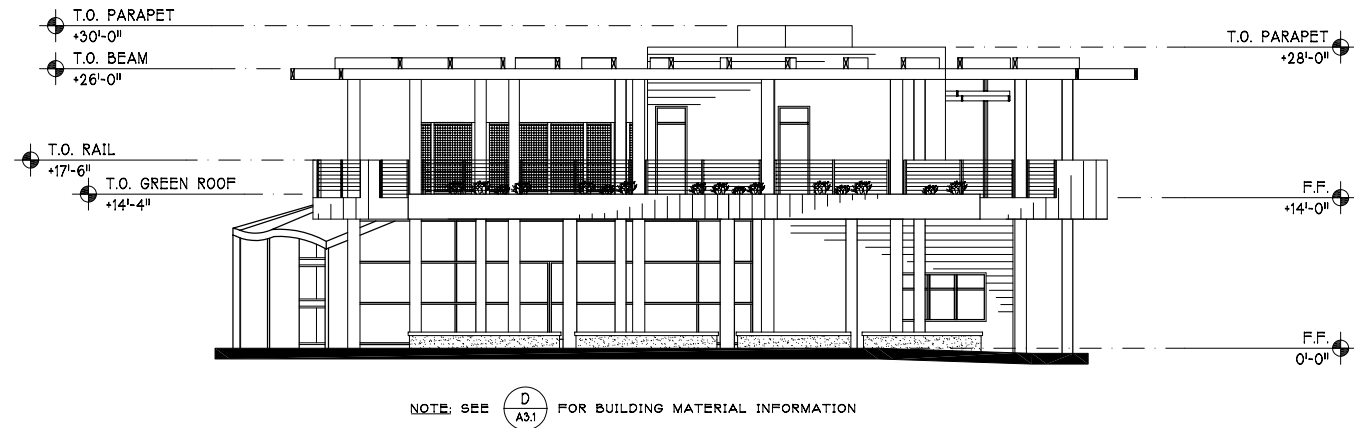 T.O. PARAPET
+30'-0"
T.O. BEAM
+26'-0"
T.O. RAIL
+17'-6"
T.O. GREEN ROOF
+14'-4"
T.O. PARAPET
+28'-0"
F.F.
+14'-0"
F.F.
0'-0"
NOTE: SEE D A3.1 FOR BUILDING MATERIAL INFORMATION